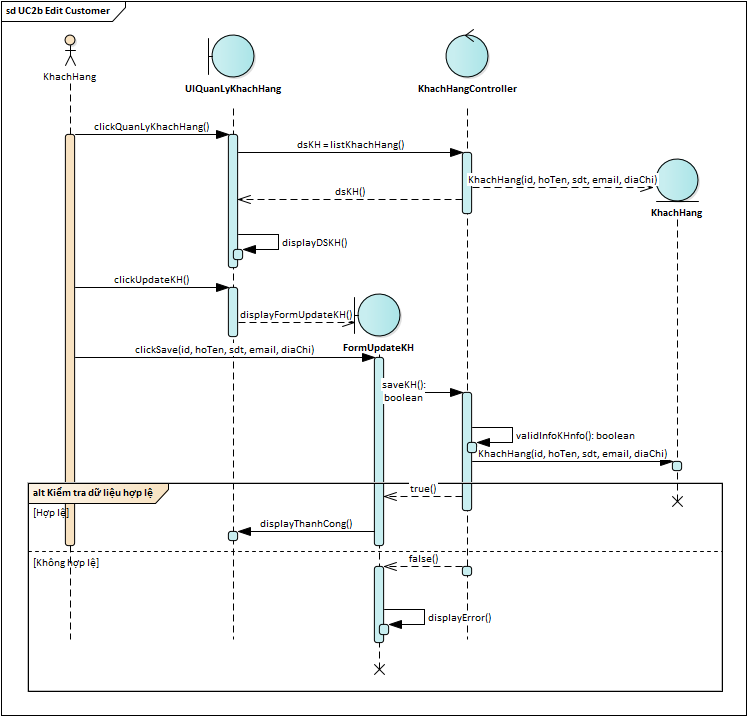 sd UC2b Edit Customer
KhachHang
UIQuanLyKhachHang
KhachHangController
clickQuanLyKhachHang()
dsKH = listKhachHang()
KhachHang(id, hoTen, sdt, email, diaChi)
dsKH()
KhachHang
displayDSKH()
clickUpdateKH()
displayFormUpdateKH()
FormUpdateKH
clickSave(id, hoTen, sdt, email, diaChi)
saveKH():
boolean
validInfoKHnfo(): boolean
KhachHang(id, hoTen, sdt, email, diaChi)
alt Kiểm tra dữ liệu hợp lệ
true()
[Hợp lệ]
displayThanhCong()
[Không hợp lệ]
false()
displayError()